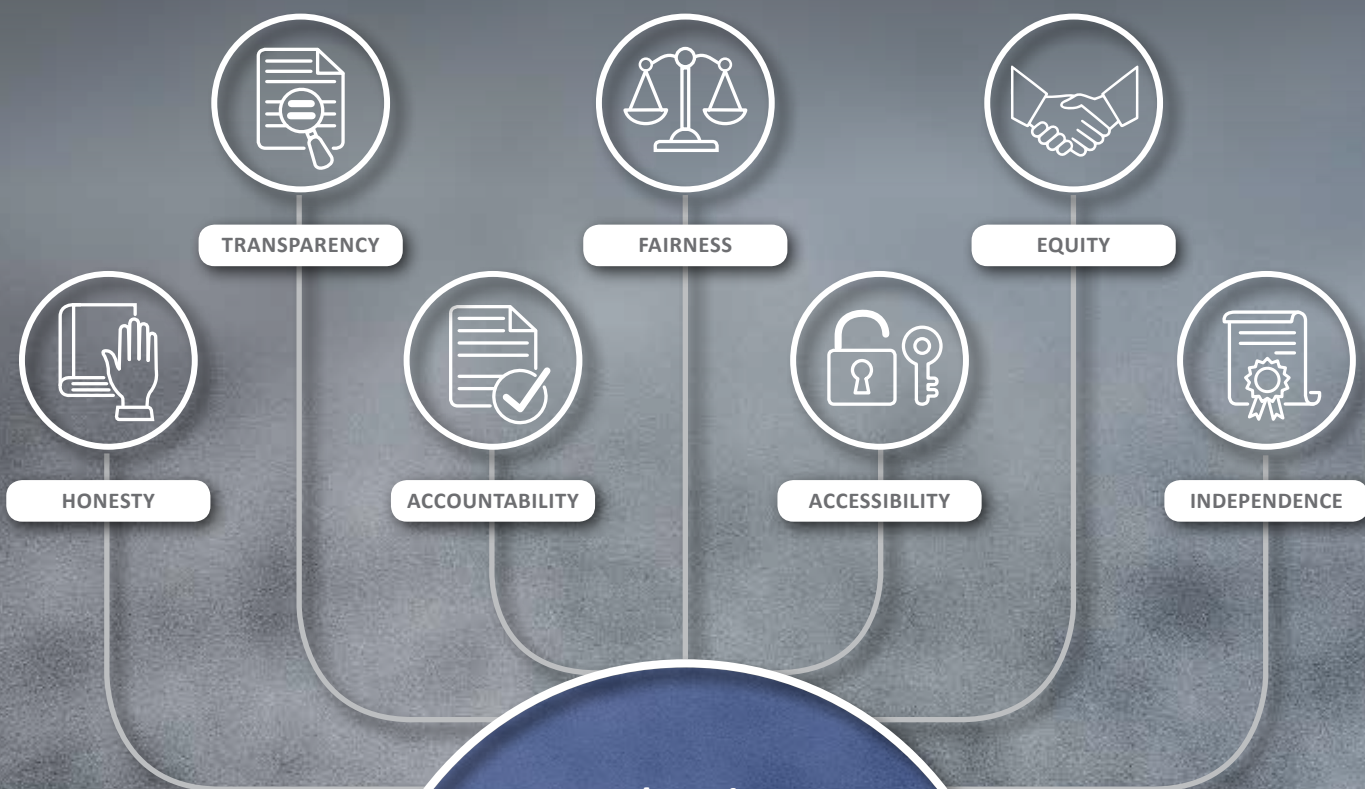 TRANSPARENCY
FAIRNESS
EQUITY
HONESTY
ACCOUNTABILITY
ACCESSIBILITY
INDEPENDENCE